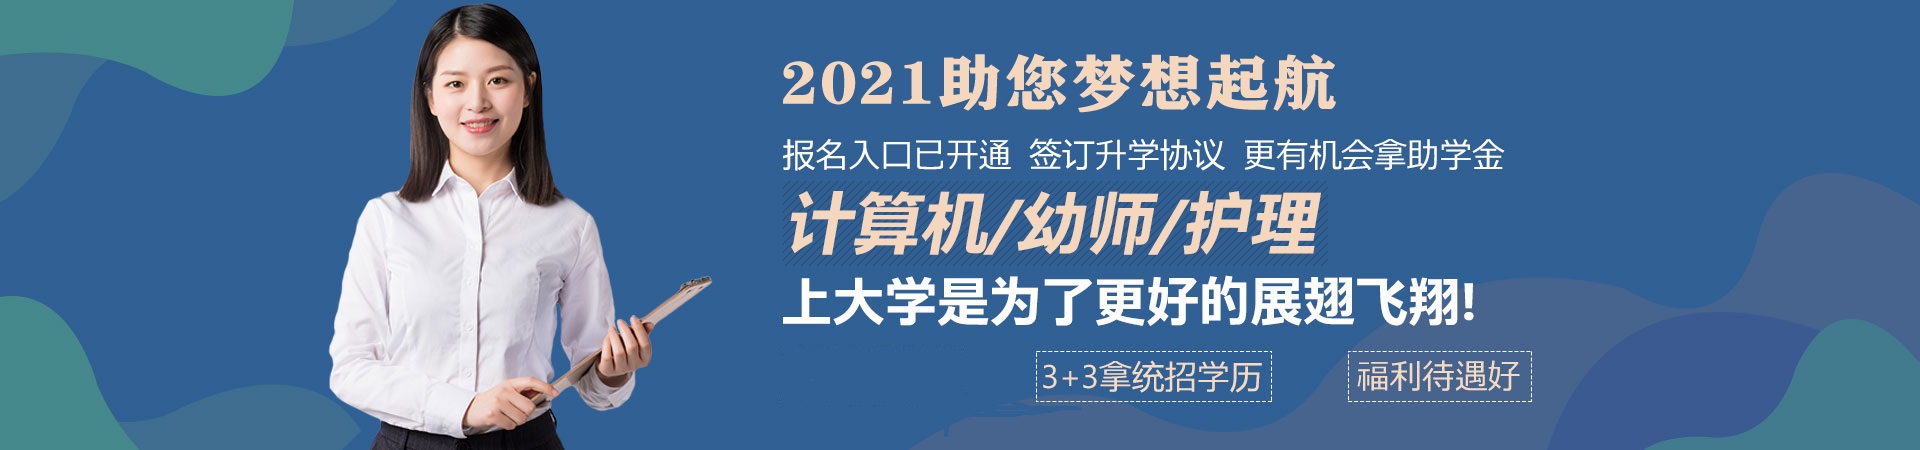 2021助您梦想起航
报名入口已开通 签订升学协议 更有机会拿助学金
计算机/幼师/护理
上大学是为了更好的展翅飞翔!
3+3拿统招学历 福利待遇好